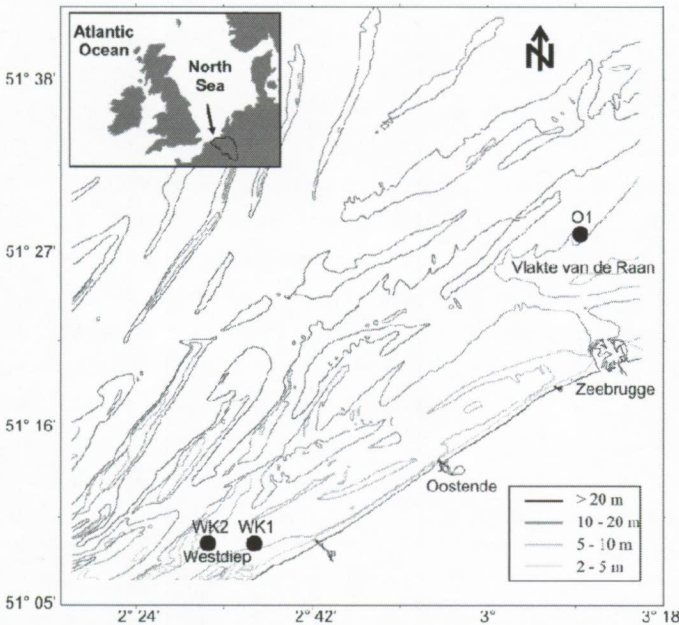 Atlantic
Ocean
North
Sea
N
51° 38'
51° 27'
51° 16'
51° 05'
O1
Vlakte van de Raan
Zeebrugge
Oostende
WK2 WK1
Westdiep
> 20 m
10 - 20 m
5 - 10 m
2 - 5 m
2° 24'
2° 42'
3°
3° 18'